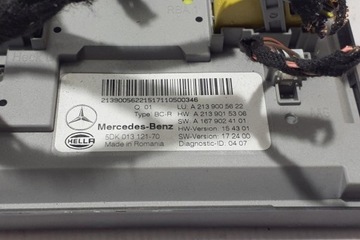 2139005622151711050034B
Q 01 LU A 213 900 56 22
Type BC-R HW A 213 901 53 06
SW- A 167 902 41 01
Mercedes-Benz HW-Version 15 43 01
HELLA 5DK 013 121-70 SW-Version 17 24 00
Made in Romania Diagnostic-ID 04 07